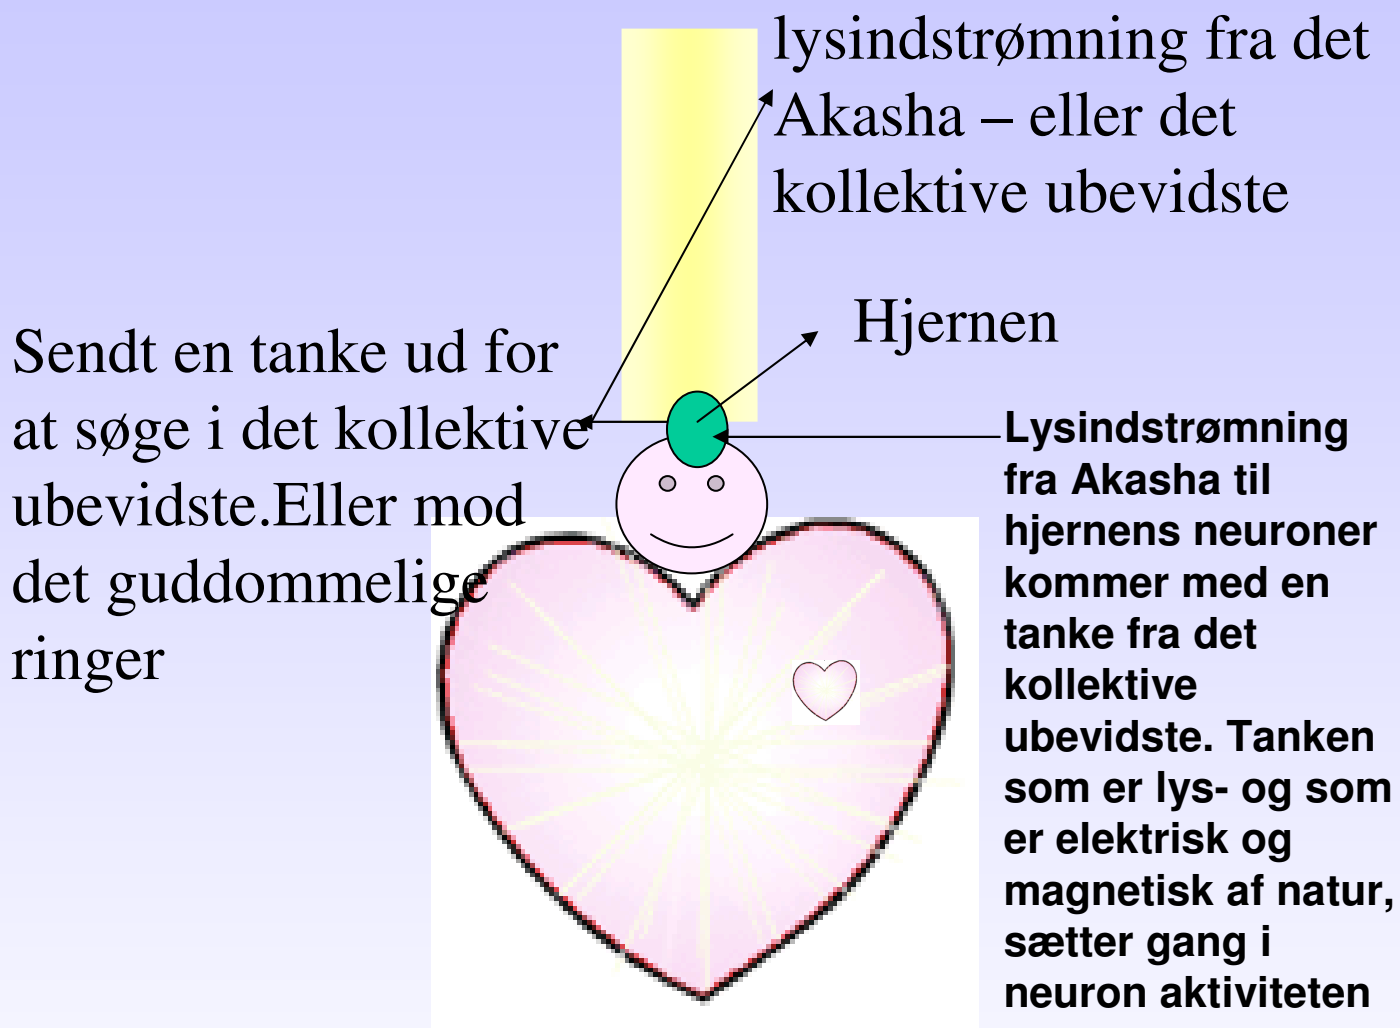 lysindstrømning fra det
Akasha – eller det
kollektive ubevidste
Hjernen
Sendt en tanke ud for
at søge i det kollektive
ubevidste.Eller mod
det guddommelige
ringer
Lysindstrømning
fra Akasha til
hjernens neuroner
kommer med en
tanke fra det
kollektive
ubevidste. Tanken
som er lys- og som
er elektrisk og
magnetisk af natur,
sætter gang i
neuron aktiviteten